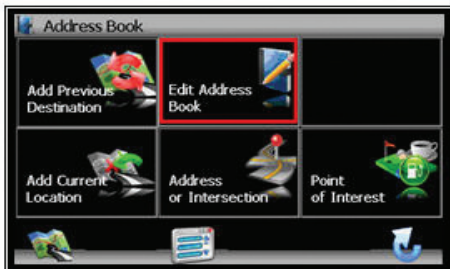 Address Book
Add Previous
Destination
Edit Address
Book
Add Current
Location
Address
or Intersection
Point
of Interest